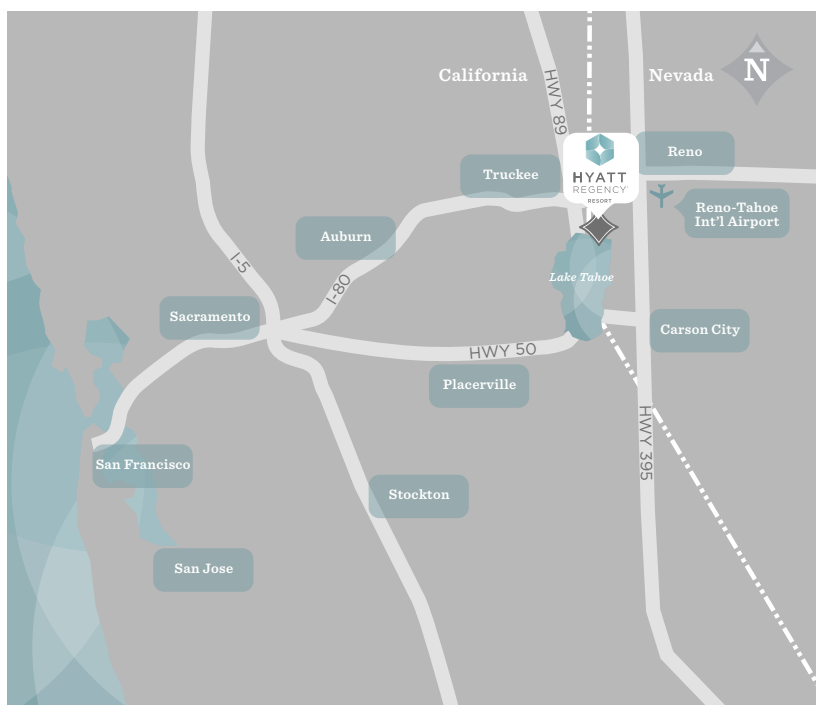 California
Nevada
N
HWY 89
Reno
Truckee
HYATT
REGENCY
RESORT
Reno-Tahoe
Int'l Airport
Auburn
I-5
Lake Tahoe
I-80
Sacramento
Carson City
HWY 50
Placerville
HWY 395
San Francisco
Stockton
San Jose